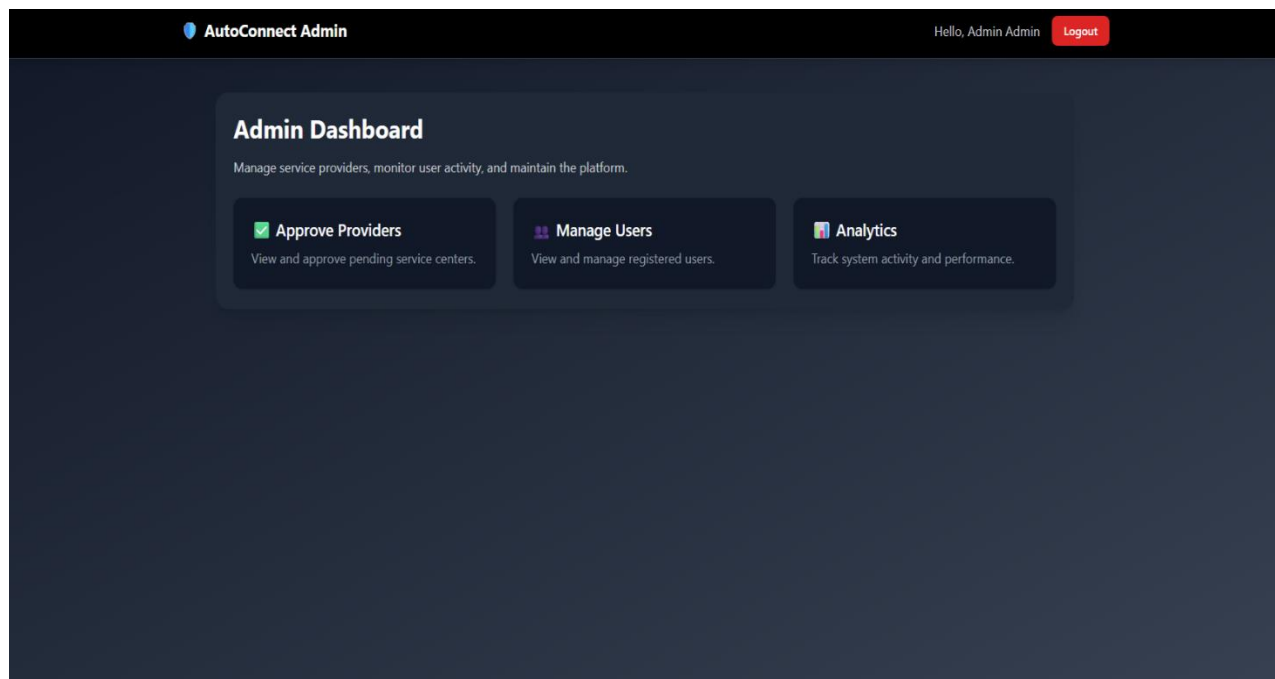 AutoConnect Admin
Hello, Admin Admin
Logout
Admin Dashboard
Manage service providers, monitor user activity, and maintain the platform.
Approve Providers
View and approve pending service centers.
Manage Users
View and manage registered users.
Analytics
Track system activity and performance.